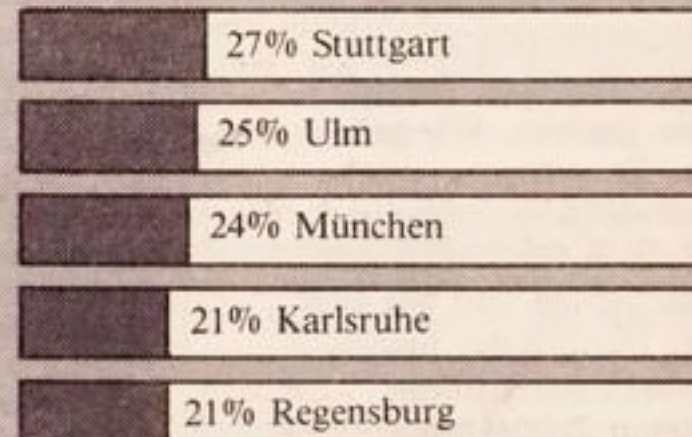 27% Stuttgart
25% Ulm
24% München
21% Karlsruhe
21% Regensburg